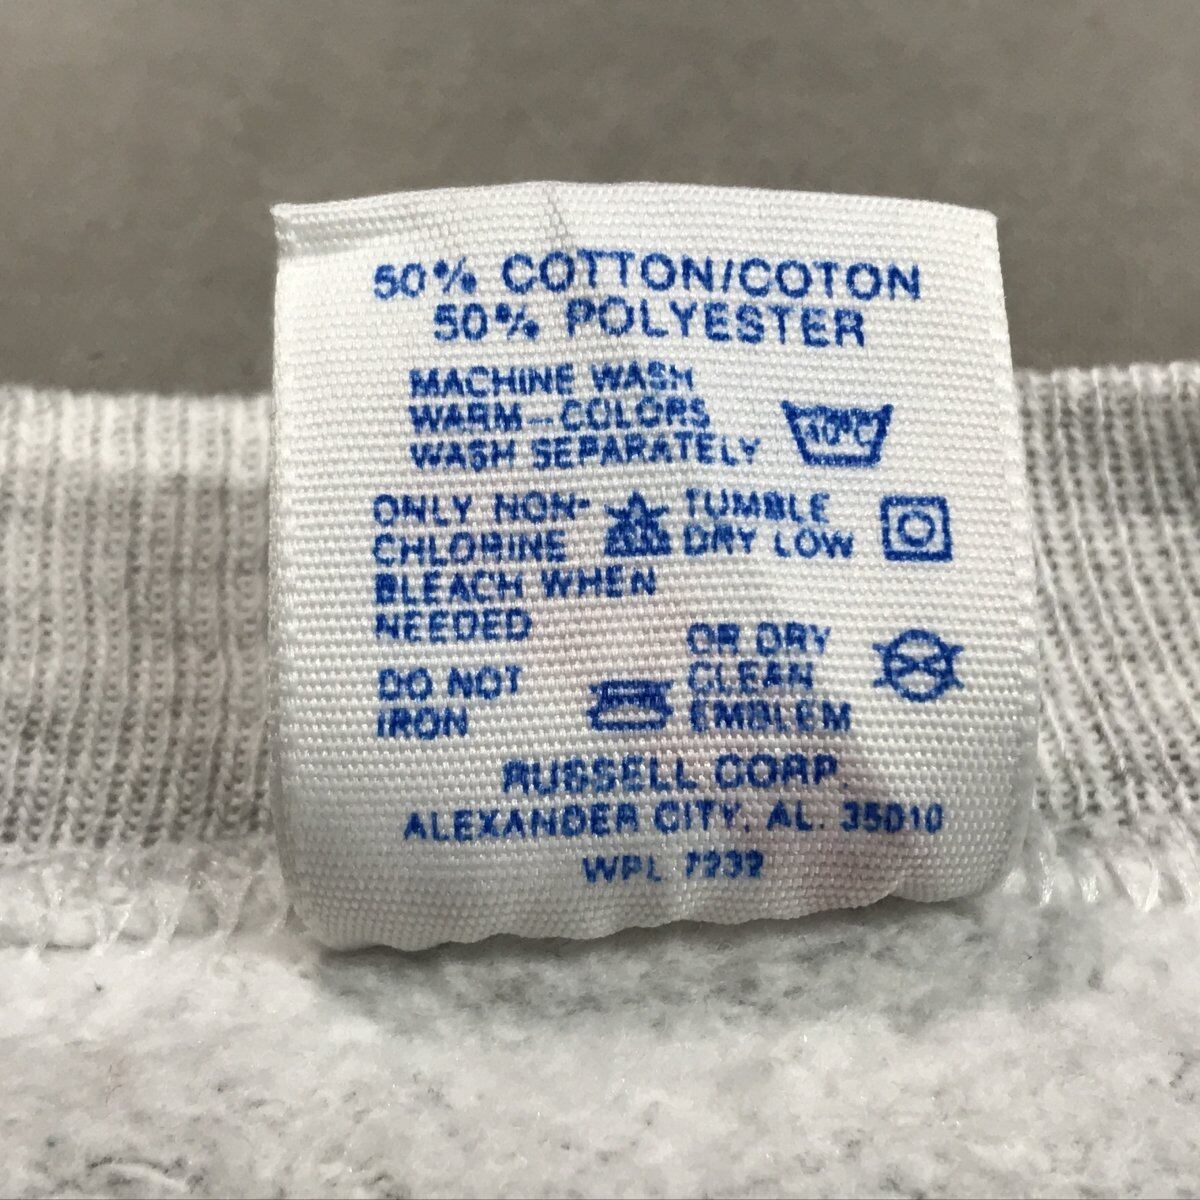 50% COTTON/COTON
50% POLYESTER
MACHINE WASH
WARM-COLORS
WASH SEPARATELY
40°C
ONLY NON-
CHLORINE
BLEACH WHEN
NEEDED
TUMBLE
DRY LOW
DO NOT
IRON
OR DRY
CLEAN
EMBLEM
RUSSELL CORP.
ALEXANDER CITY, AL. 35010
WPL 7232